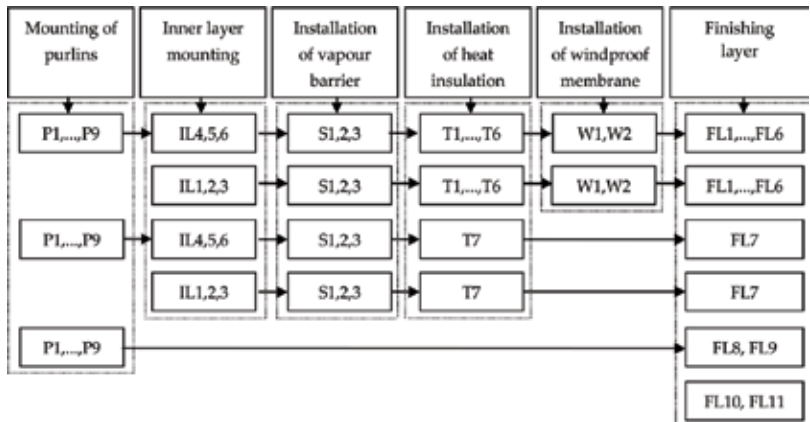 Mounting of
purlins
Inner layer
mounting
Installation
of vapour
barrier
Installation
of heat
insulation
Installation
of windproof
membrane
Finishing
layer
P1,...,P9
IL4,5,6
S1,2,3
T1,...,T6
W1,W2
FL1,...,FL6
IL1,2,3
S1,2,3
T1,...,T6
W1,W2
FL1,...,FL6
P1,...,P9
IL4,5,6
S1,2,3
T7
FL7
IL1,2,3
S1,2,3
T7
FL7
P1,...,P9
FL8, FL9
FL10, FL11